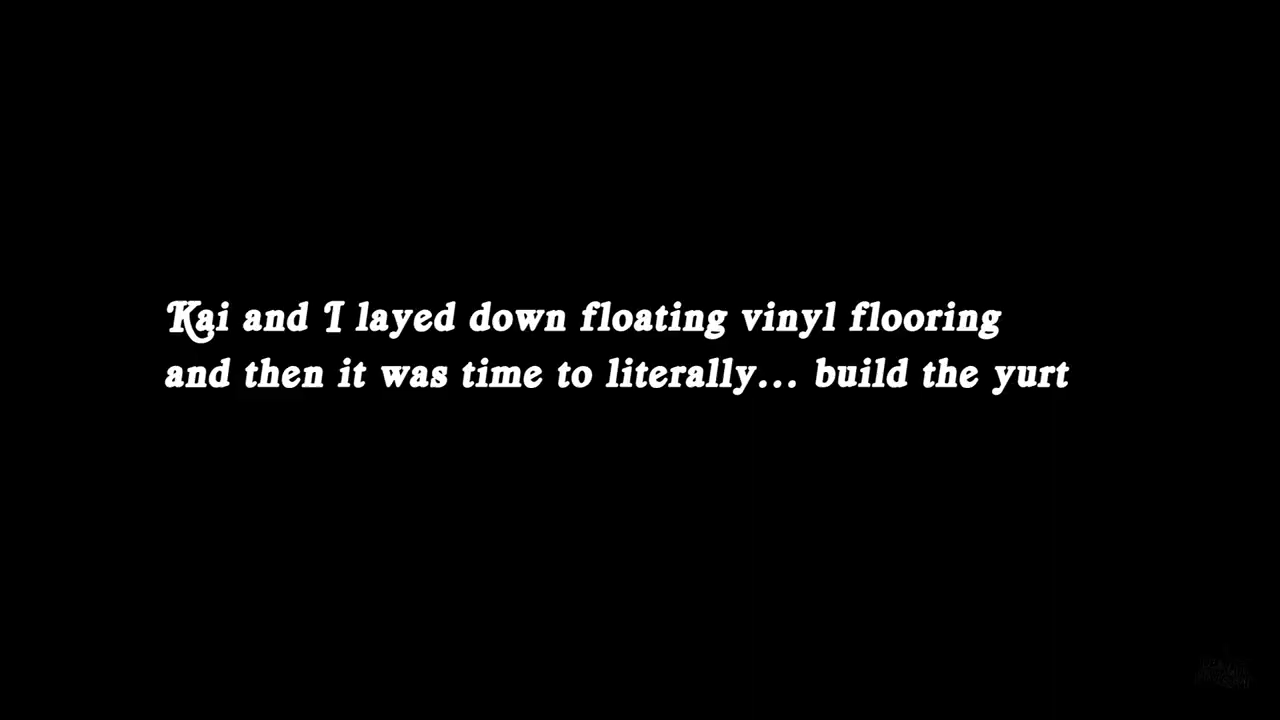 Kai and I layed down floating vinyl flooring
and then it was time to literally... build the yurt